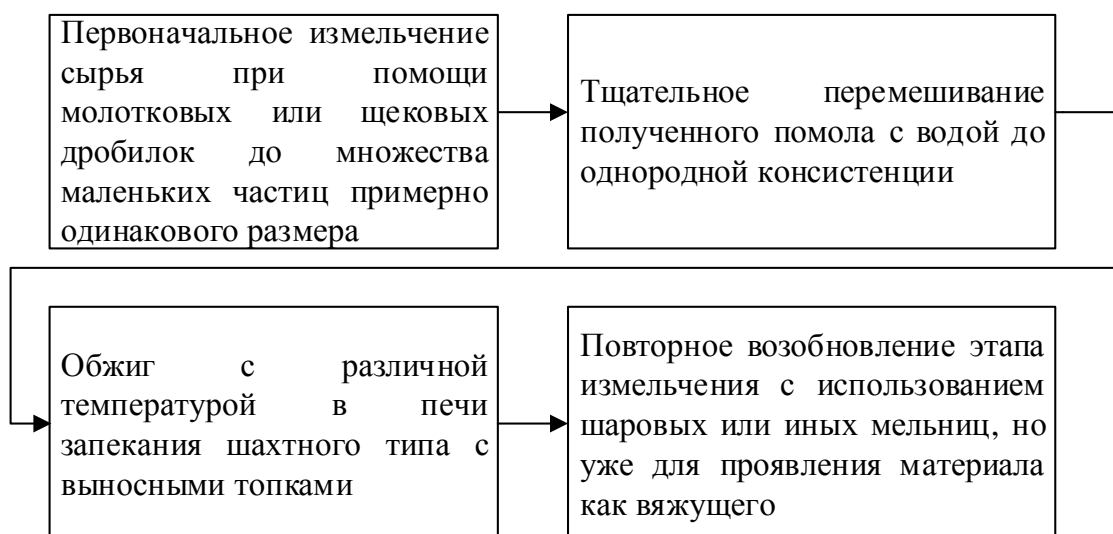 Первоначальное измельчение
сырья при помощи
молотковых или щековых
дробилок до множества
маленьких частиц примерно
одинакового размера
Тщательное перемешивание
полученного помола с водой до
однородной консистенции
Обжиг с различной
температурой в печи
запекания шахтного типа с
выносными топками
Повторное возобновление этапа
измельчения с использованием
шаровых или иных мельниц, но
уже для проявления материала
как вяжущего